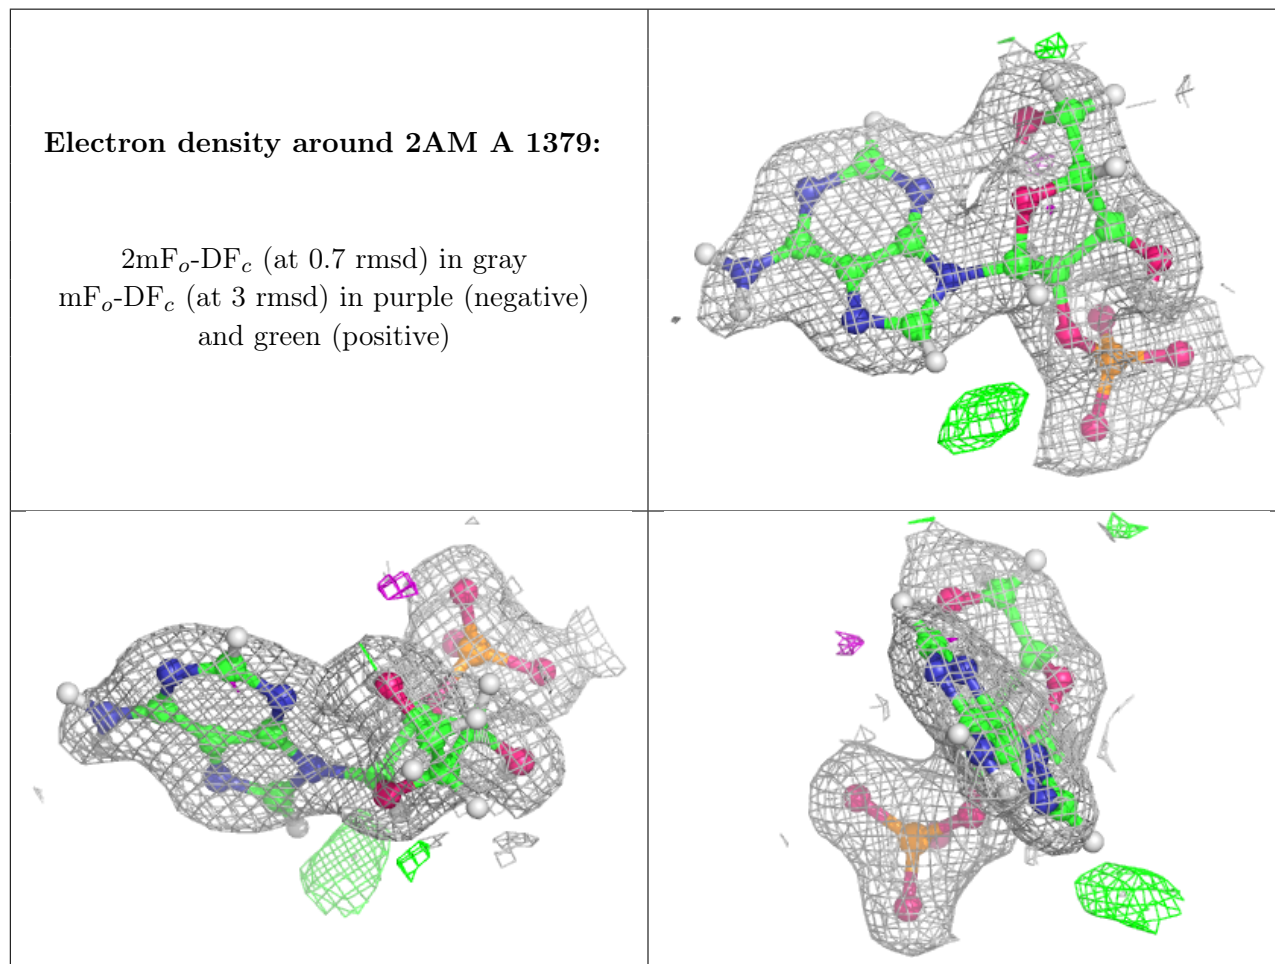 Electron density around 2AM A 1379:
2mFo-DFc (at 0.7 rmsd) in gray
mFo-DFc (at 3 rmsd) in purple (negative)
and green (positive)